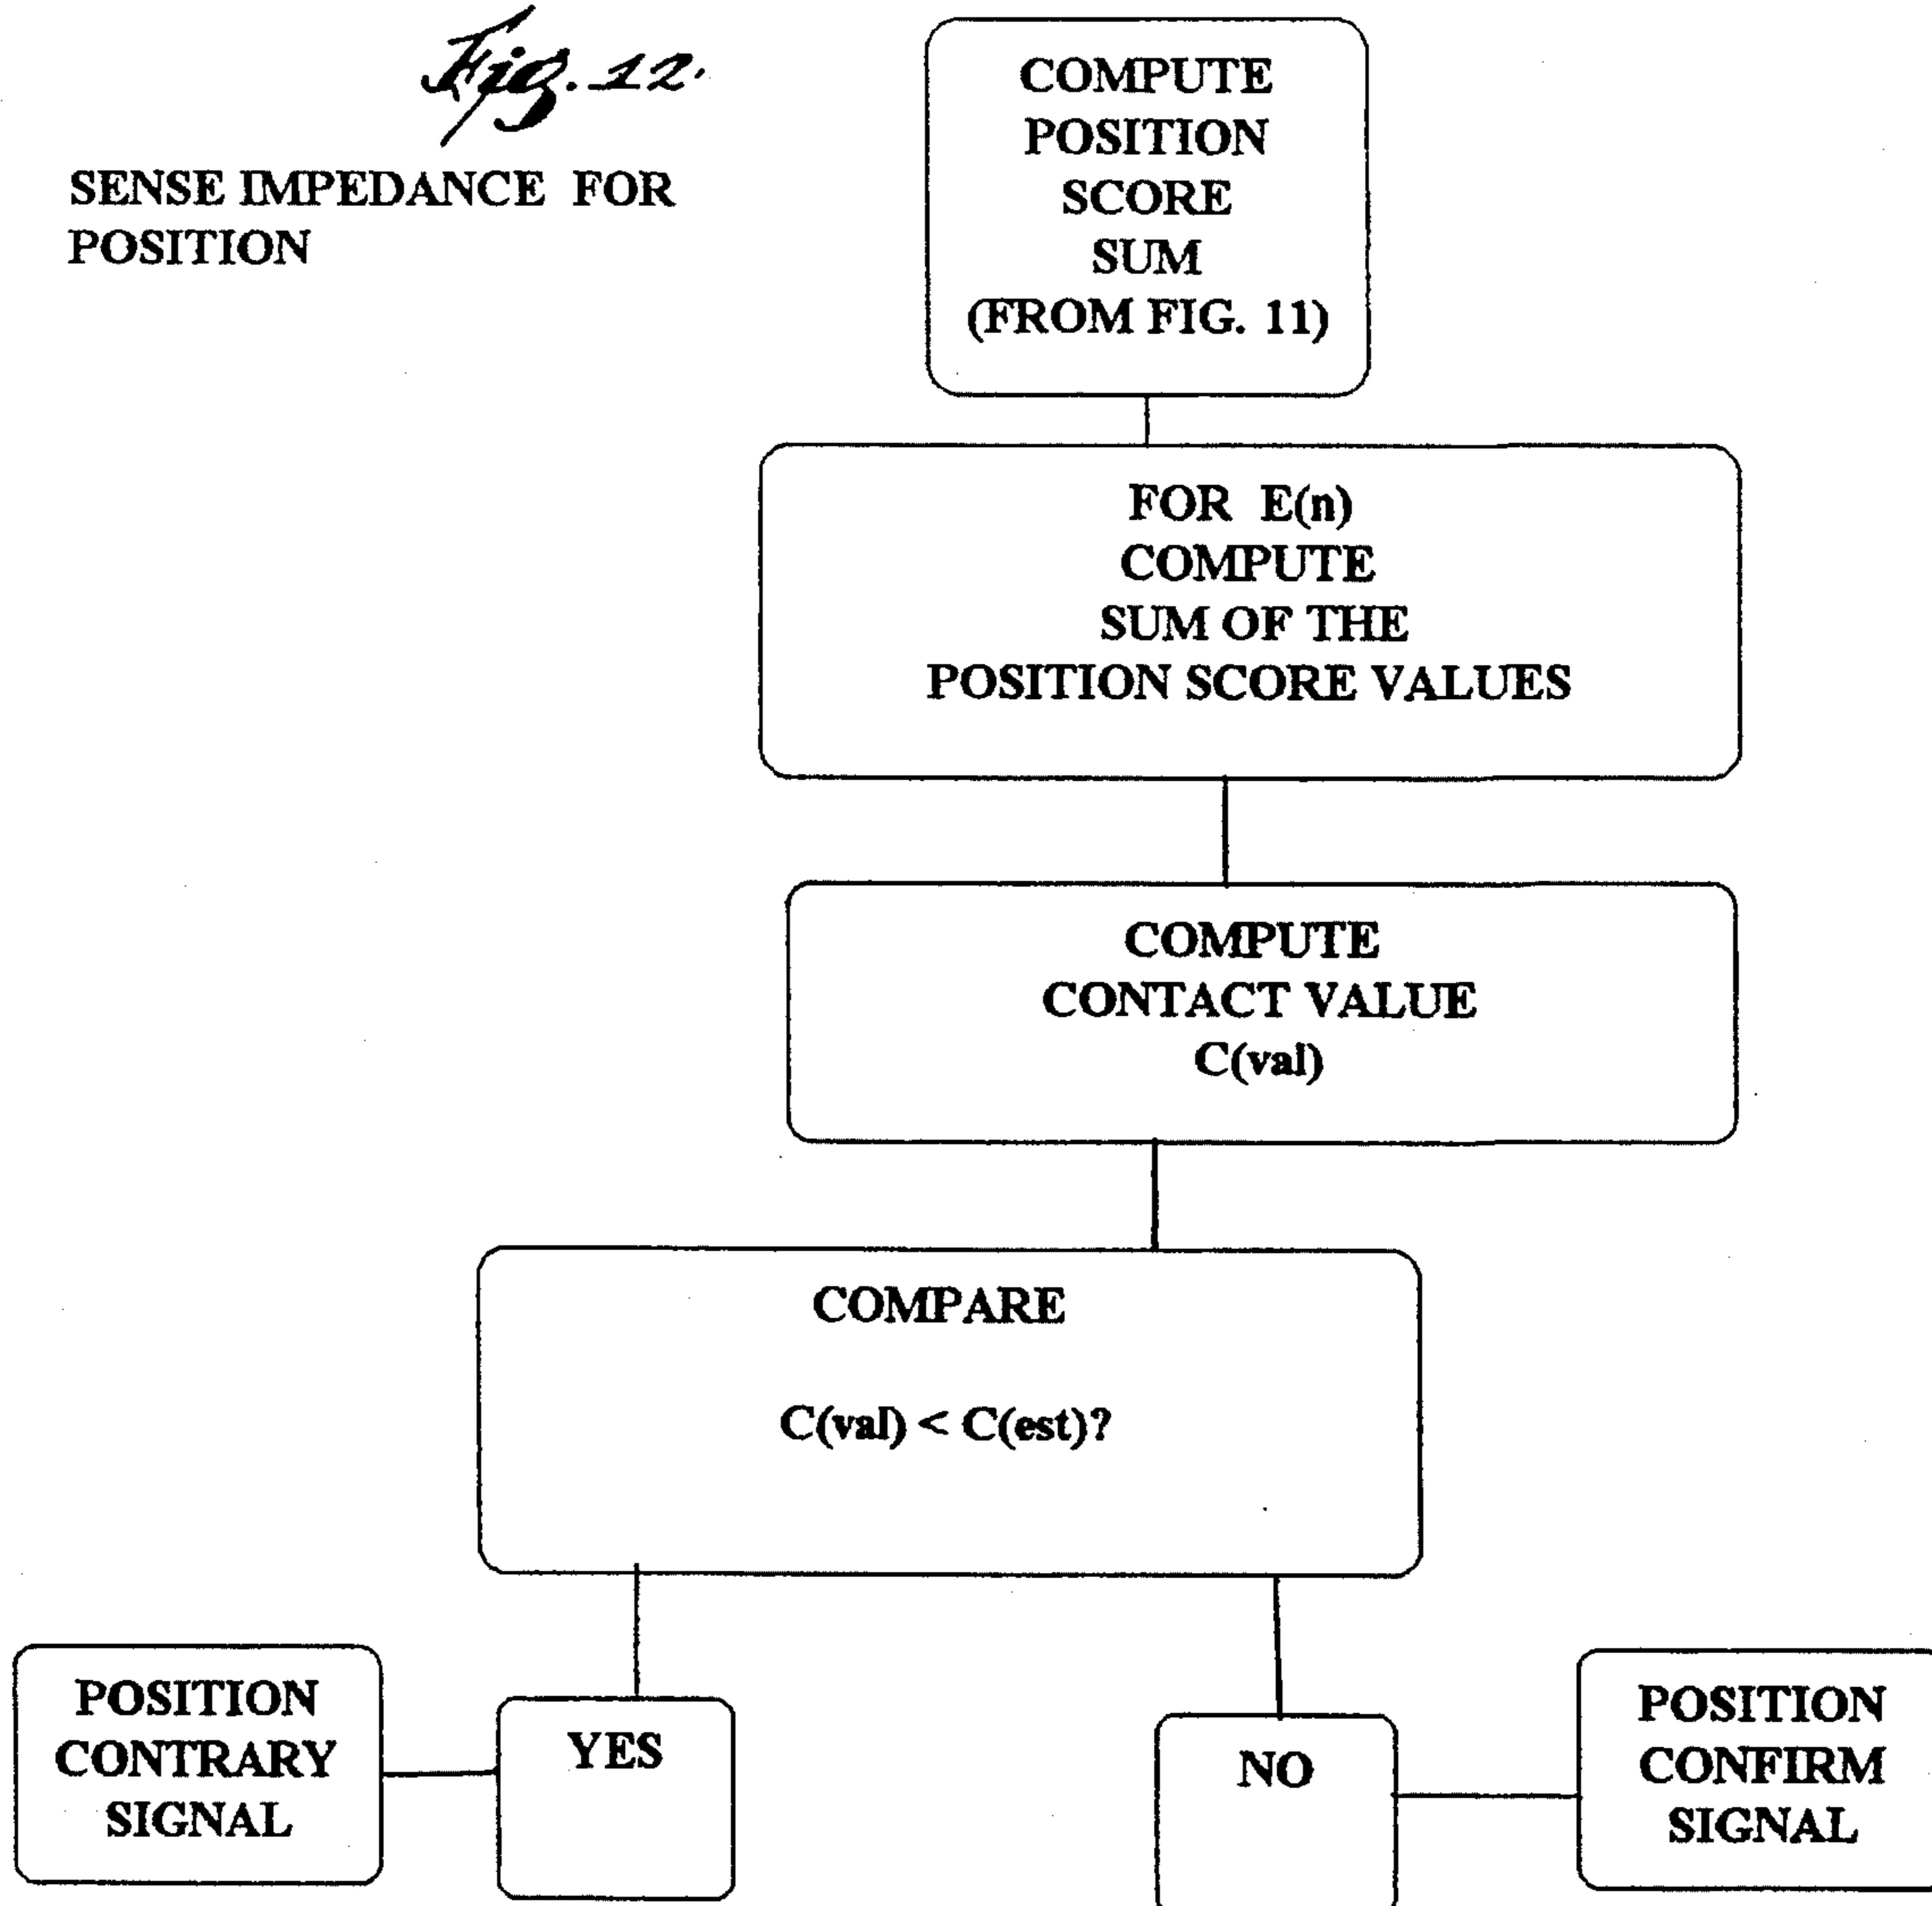 Fig. 12.
SENSE IMPEDANCE FOR
POSITION
COMPUTE
POSITION
SCORE
SUM
(FROM FIG. 11)
FOR E(n)
COMPUTE
SUM OF THE
POSITION SCORE VALUES
COMPUTE
CONTACT VALUE
C(val)
COMPARE
C(val) < C(est)?
POSITION
CONTRARY
SIGNAL
YES
NO
POSITION
CONFIRM
SIGNAL